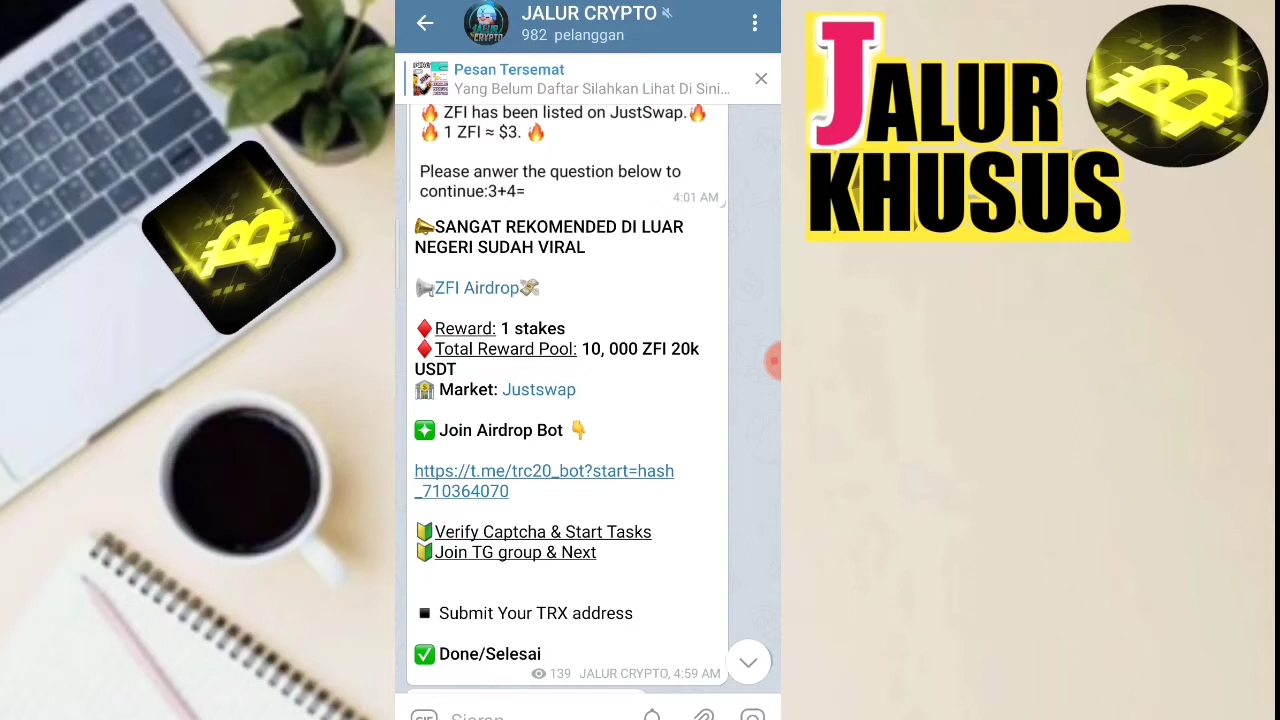 JALUR CRYPTO
982 pelanggan
Pesan Tersemat
Yang Belum Daftar Silahkan Lihat Di Sini...
🔥 ZFI has been listed on JustSwap.🔥
🔥 1 ZFI ≈ $3. 🔥
Please anwer the question below to
continue:3+4=
4:01 AM
📣SANGAT REKOMENDED DI LUAR
NEGERI SUDAH VIRAL
📢ZFI Airdrop💸
♦️Reward: 1 stakes
♦️Total Reward Pool: 10, 000 ZFI 20k
USDT
🏦 Market: Justswap
❇️ Join Airdrop Bot 👇
https://t.me/trc20_bot?start=hash
_710364070
🔰Verify Captcha & Start Tasks
🔰Join TG group & Next
▪️ Submit Your TRX address
✅ Done/Selesai
139 JALUR CRYPTO, 4:59 AM
GIF
Siaran
JALUR
KHUSUS